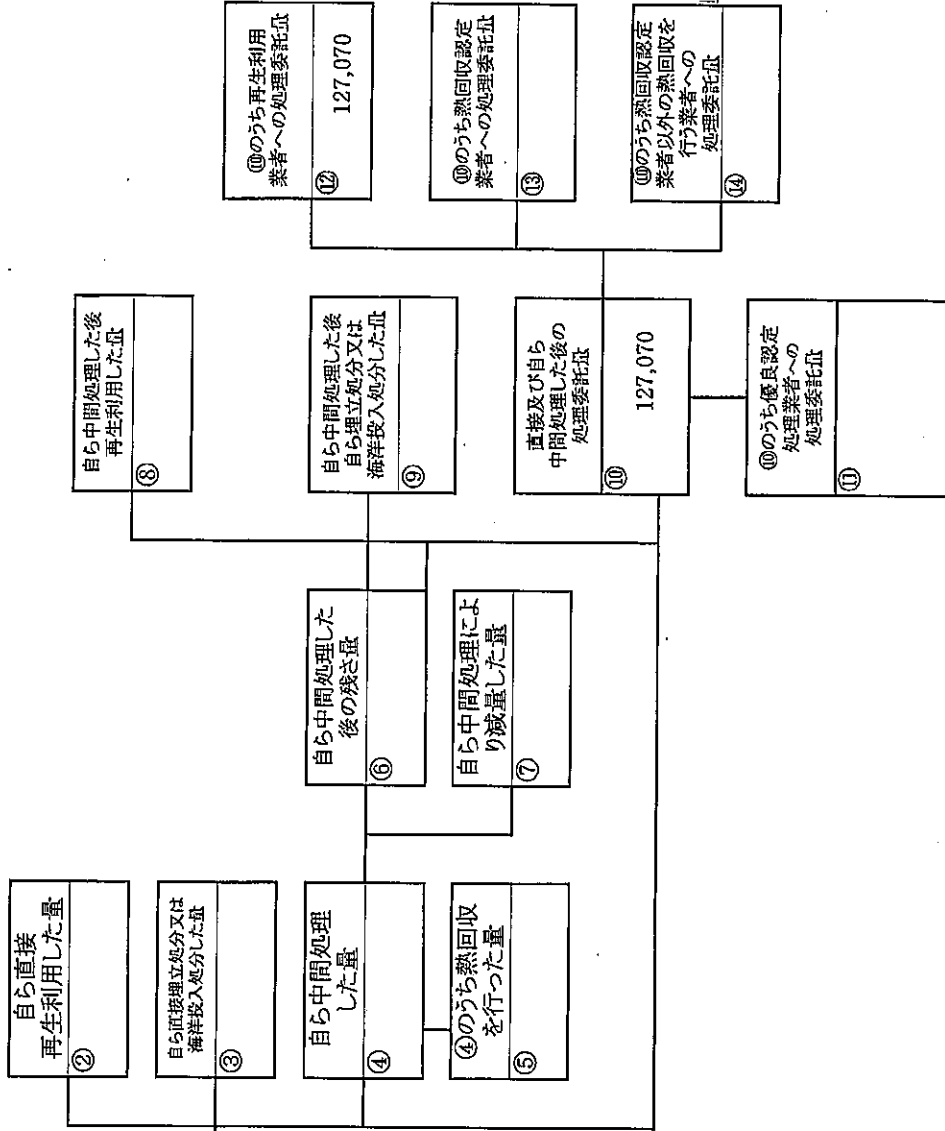 自ら直接
再生利用した量
②
自ら直接埋立処分又は
海洋投入処分した量
③
自ら中間処理
した量
④
④のうち熱回収
を行った量
⑤
自ら中間処理した
後の残さ量
⑥
自ら中間処理によ
り減量した量
⑦
自ら中間処理した後
再生利用した量
⑧
自ら中間処理した後
自ら埋立処分又は
海洋投入処分した量
⑨
直接及び自ら
中間処理した後の
処理委託量
⑩
127,070
⑩のうち優良認定
処理業者への
処理委託量
⑪
⑩のうち再生利用
業者への処理委託量
⑫
127,070
⑩のうち熱回収認定
業者への処理委託量
⑬
⑩のうち熱回収認定
業者以外の熱回収を
行う業者への
処理委託量
⑭